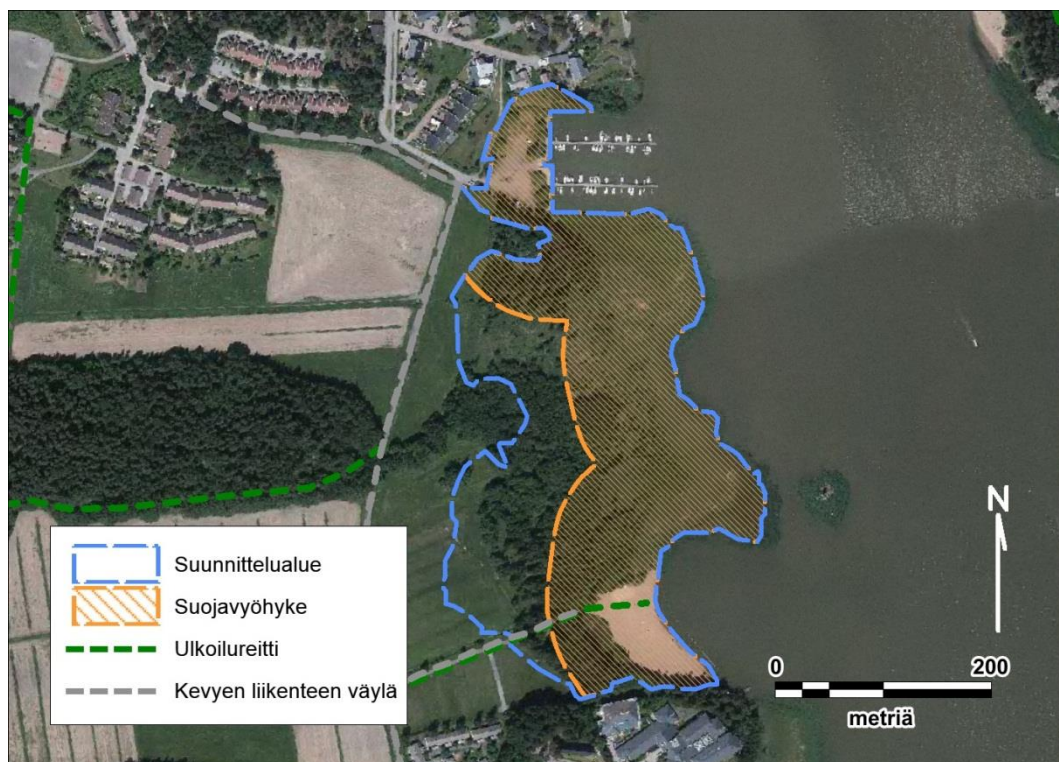 N
Suunnittelualue
Suojavyöhyke
Ulkoilureitti
Kevyen liikenteen väylä
0 200
metriä